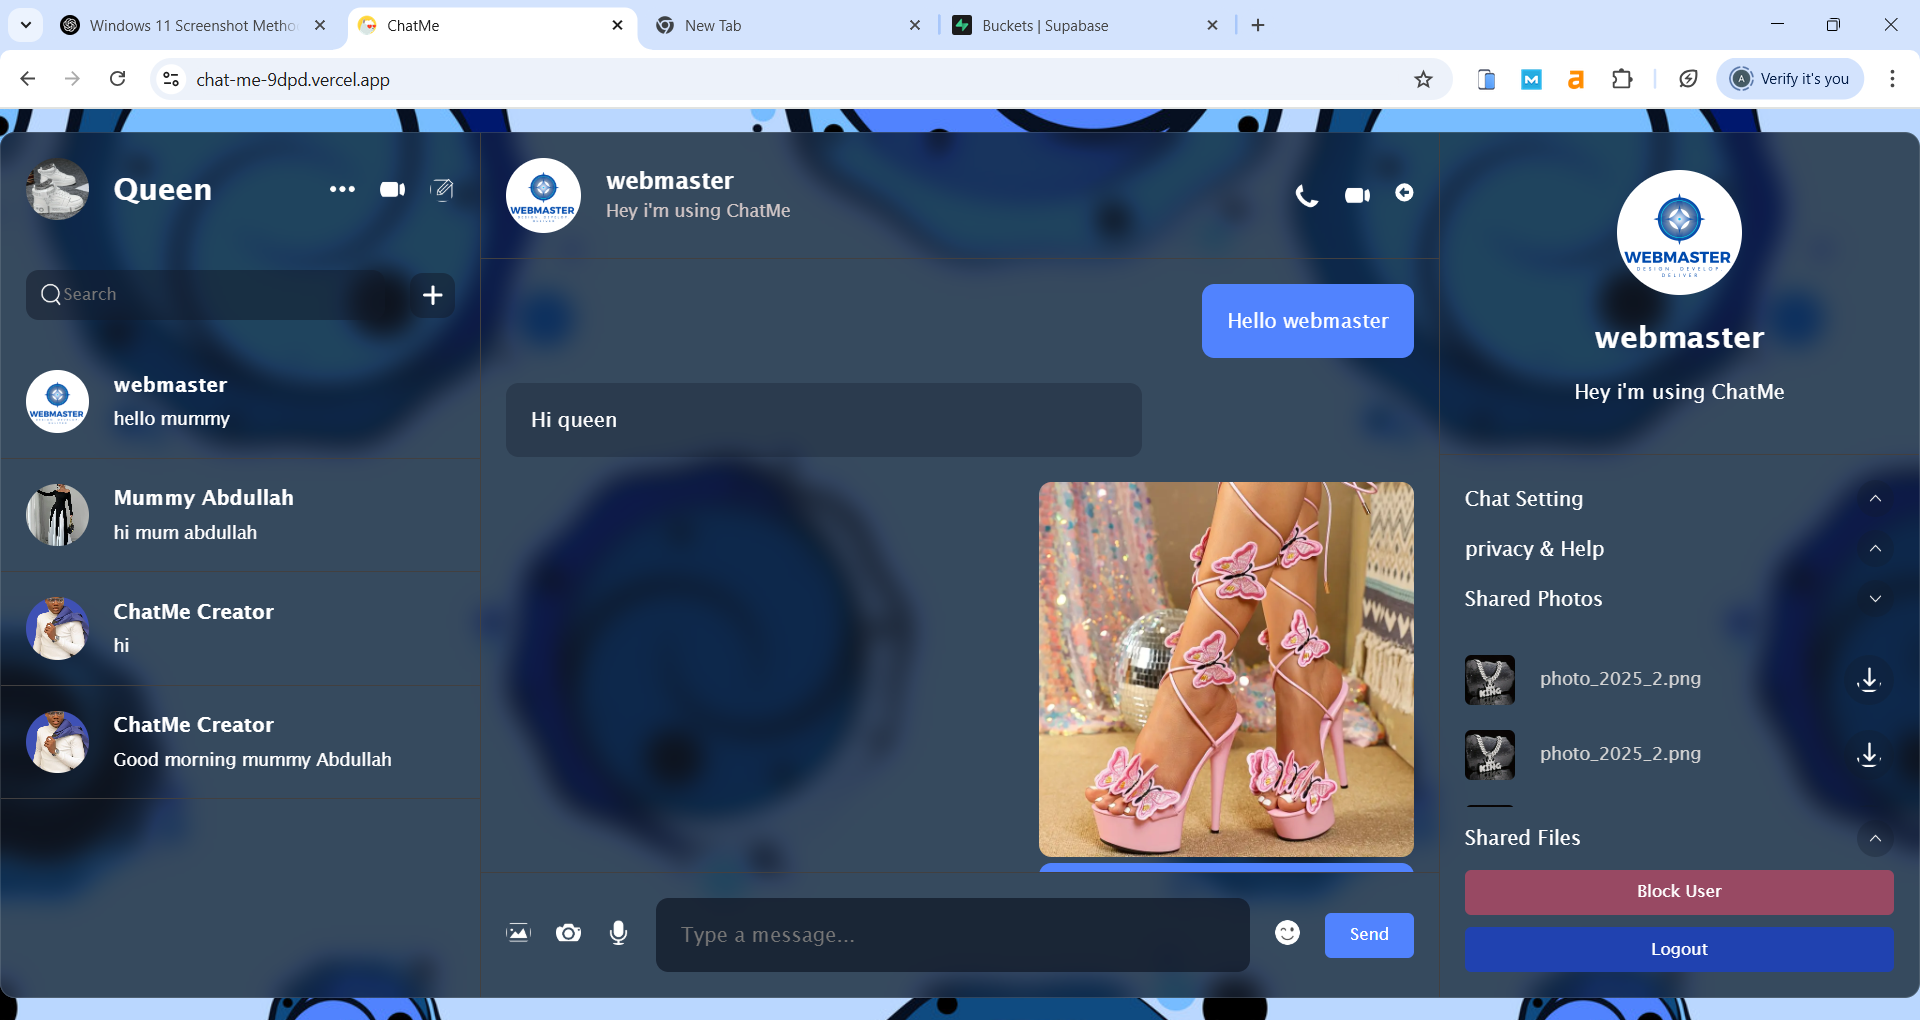 Windows 11 Screenshot Metho
ChatMe
New Tab
Buckets | Supabase
chat-me-9dpd.vercel.app
A
Verify it's you
Queen
Search
WEBMASTER
webmaster
hello mummy
Mummy Abdullah
hi mum abdullah
ChatMe Creator
hi
ChatMe Creator
Good morning mummy Abdullah
WEBMASTER
webmaster
Hey i'm using ChatMe
Hello webmaster
Hi queen
Type a message...
Send
WEBMASTER
DESIGN. DEVELOP
DELIVER
webmaster
Hey i'm using ChatMe
Chat Setting
privacy & Help
Shared Photos
KING
photo_2025_2.png
KING
photo_2025_2.png
Shared Files
Block User
Logout